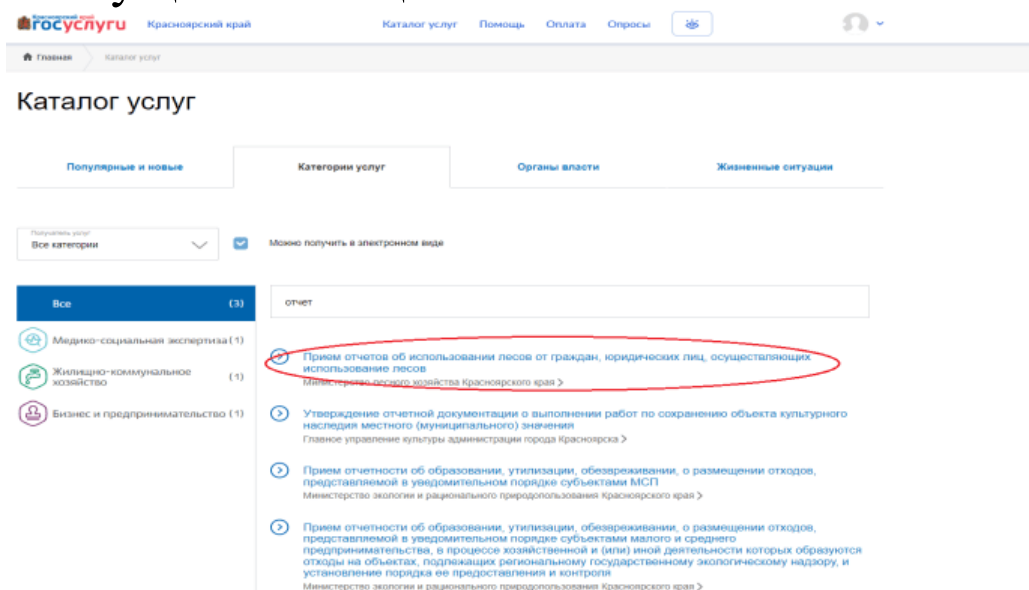 Красноярский край
госуслуги Красноярский край Каталог услуг Помощь Оплата Опросы
Главная Каталог услуг
Каталог услуг
Популярные и новые Категории услуг Органы власти Жизненные ситуации
Получатель услуг
Все категории Можно получить в электронном виде
Все (3) отчет
Медико-социальная экспертиза (1)
Жилищно-коммунальное хозяйство (1)
Бизнес и предпринимательство (1)
Прием отчетов об использовании лесов от граждан, юридических лиц, осуществляющих
использование лесов
Министерство лесного хозяйства Красноярского края >
Утверждение отчетной документации о выполнении работ по сохранению объекта культурного
наследия местного (муниципального) значения
Главное управление культуры администрации города Красноярска >
Прием отчетности об образовании, утилизации, обезвреживании, о размещении отходов,
представляемой в уведомительном порядке субъектами МСП
Министерство экологии и рационального природопользования Красноярского края >
Прием отчетности об образовании, утилизации, обезвреживании, о размещении отходов,
представляемой в уведомительном порядке субъектами малого и среднего
предпринимательства, в процессе хозяйственной и (или) иной деятельности которых образуются
отходы на объектах, подлежащих региональному государственному экологическому надзору, и
установление порядка ее предоставления и контроля
Министерство экологии и рационального природопользования Красноярского края >